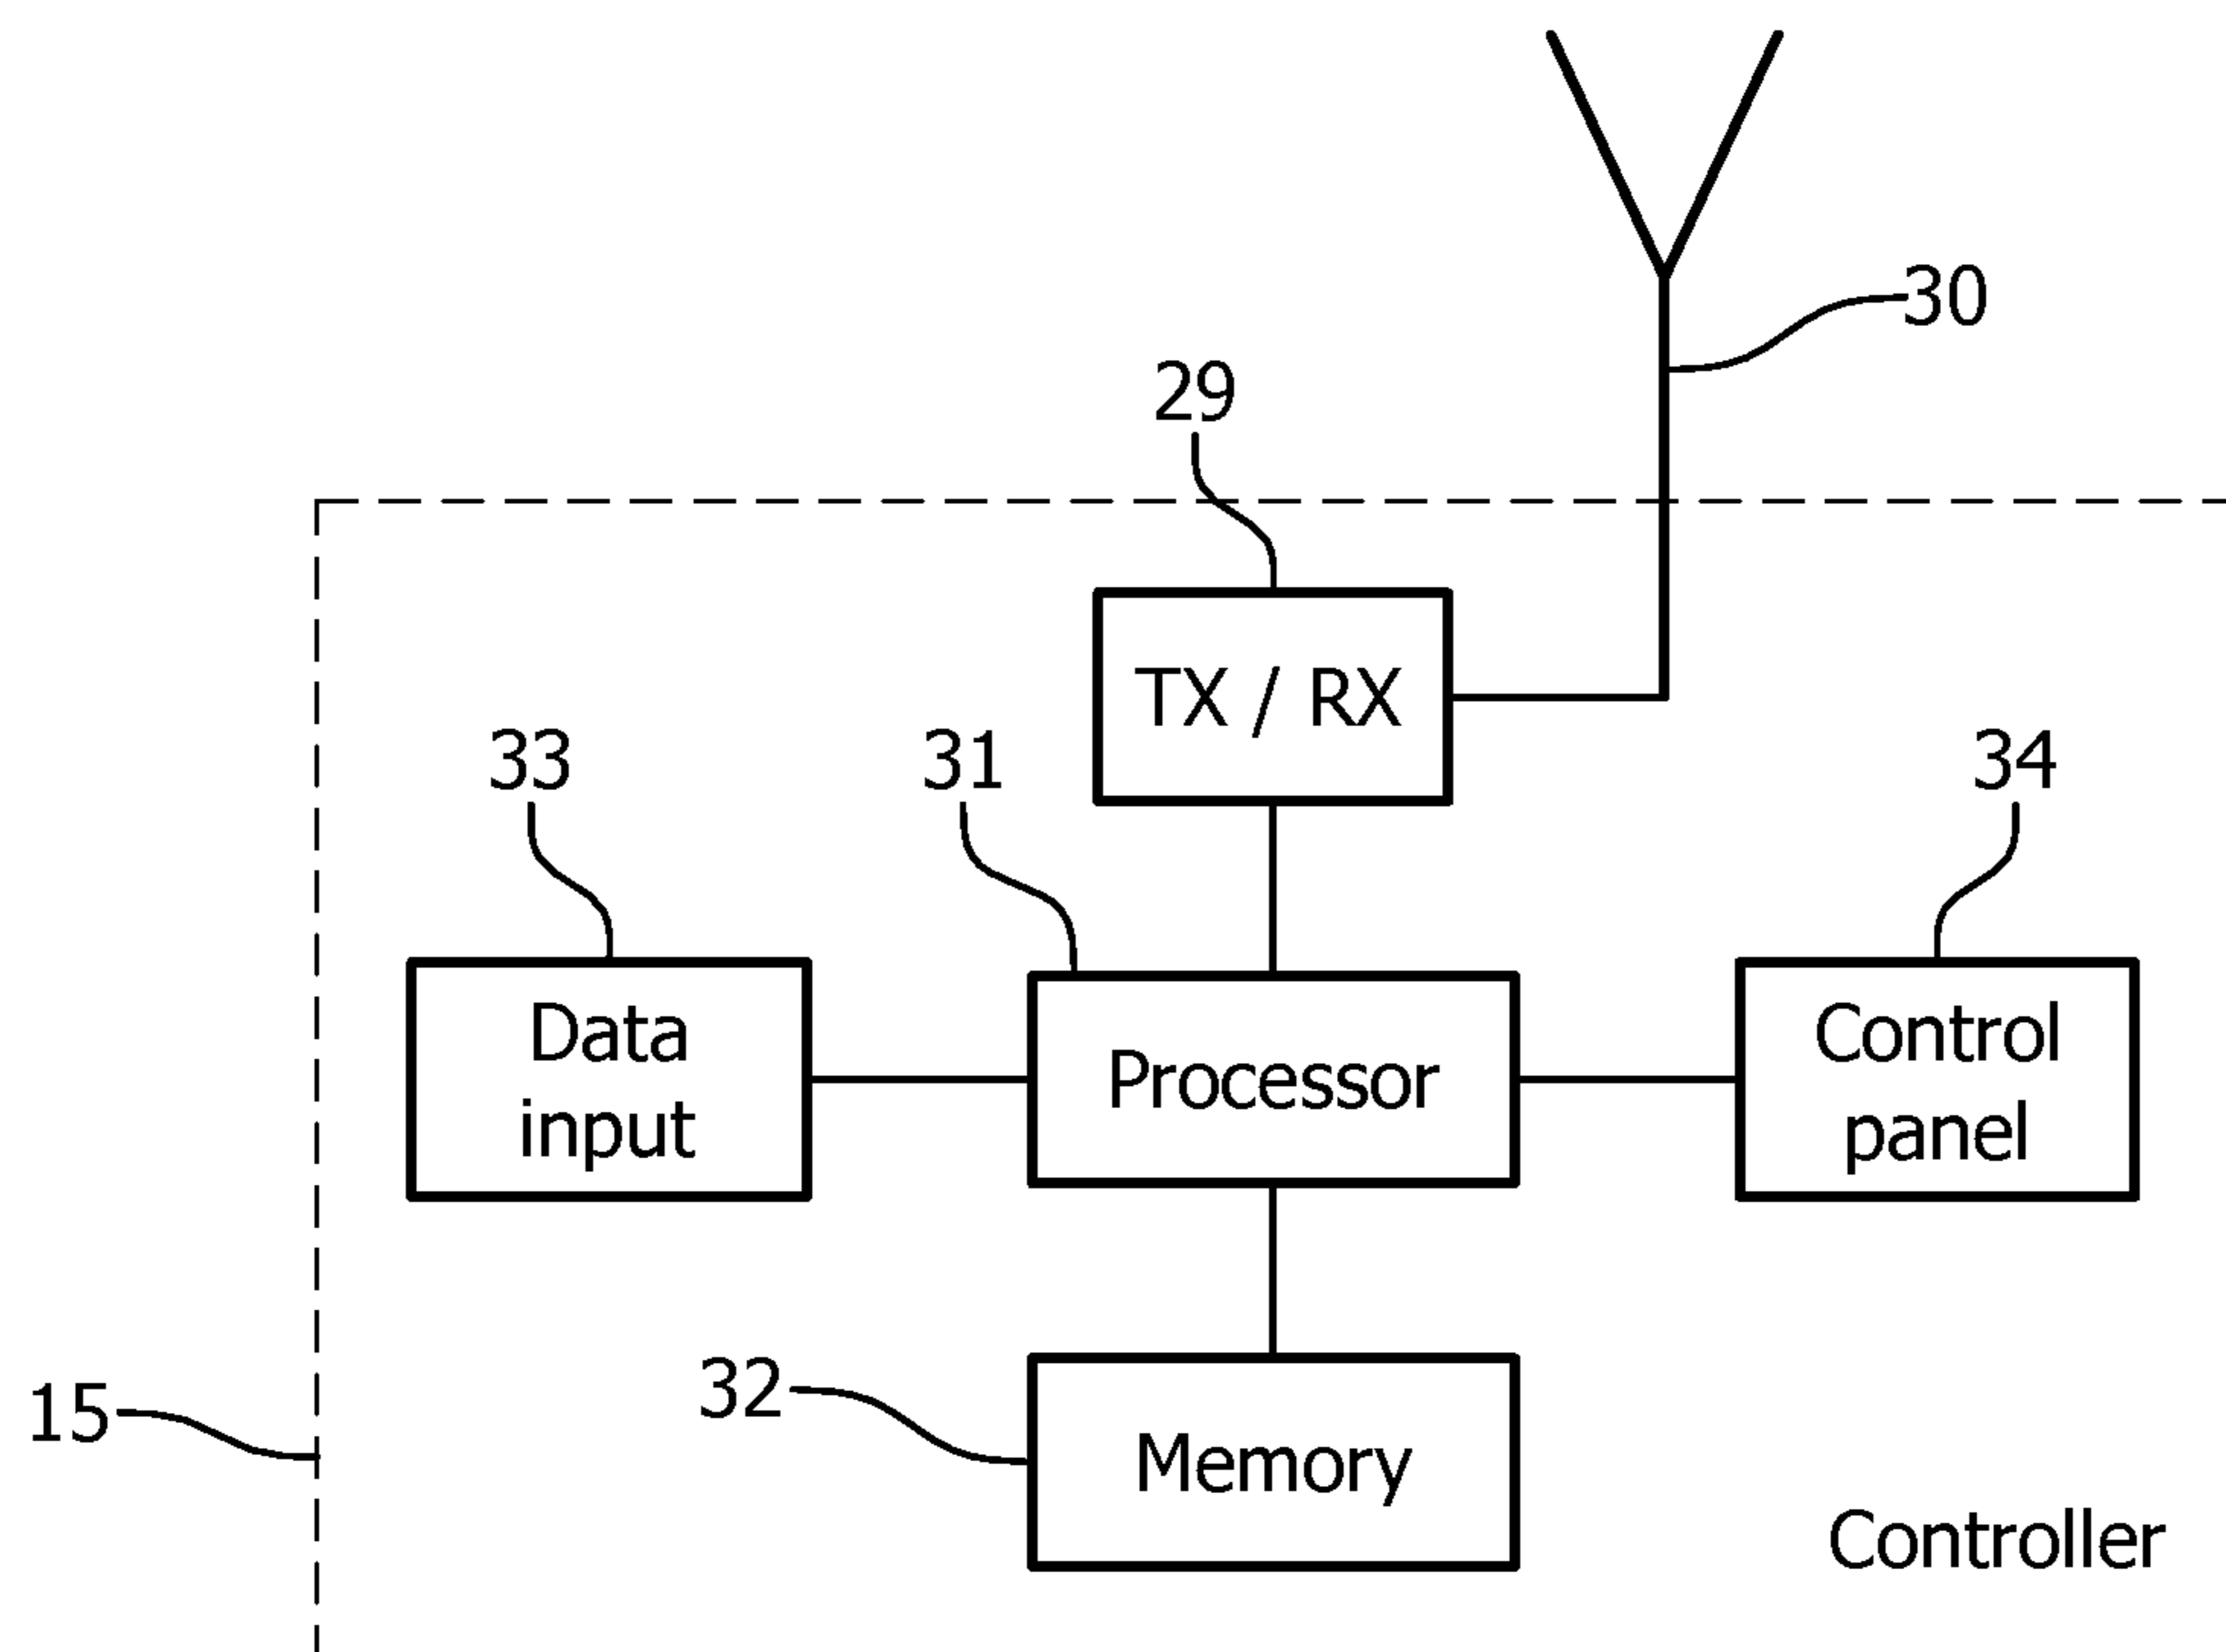 30
29
TX / RX
33
31
34
Data
input
Processor
Control
panel
32
15
Memory
Controller